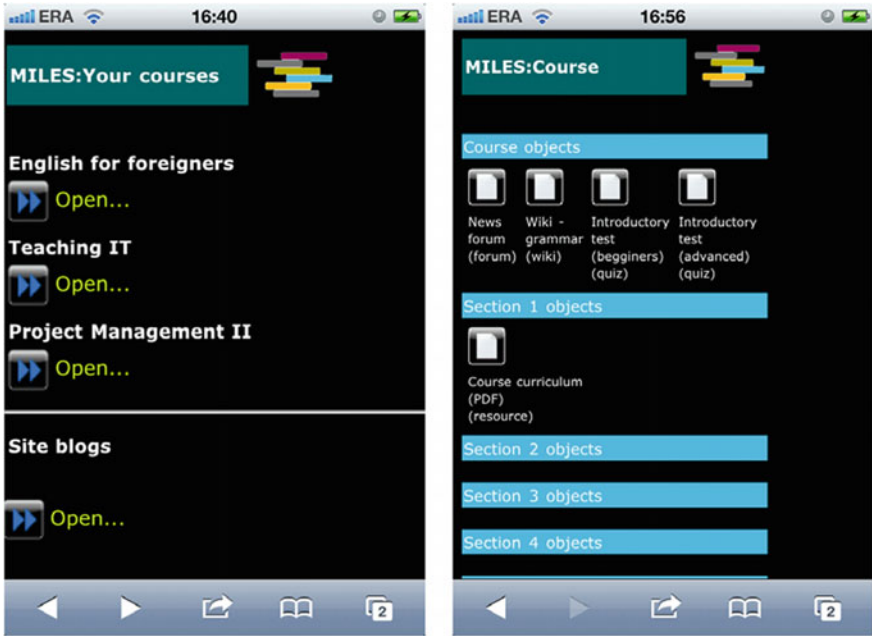 ERA 16:40
MILES:Your courses
English for foreigners
Open...
Teaching IT
Open...
Project Management II
Open...
Site blogs
Open...
2
ERA 16:56
MILES:Course
Course objects
News forum (forum)
Wiki - grammar (wiki)
Introductory test (begginers) (quiz)
Introductory test (advanced) (quiz)
Section 1 objects
Course curriculum
(PDF)
(resource)
Section 2 objects
Section 3 objects
Section 4 objects
2